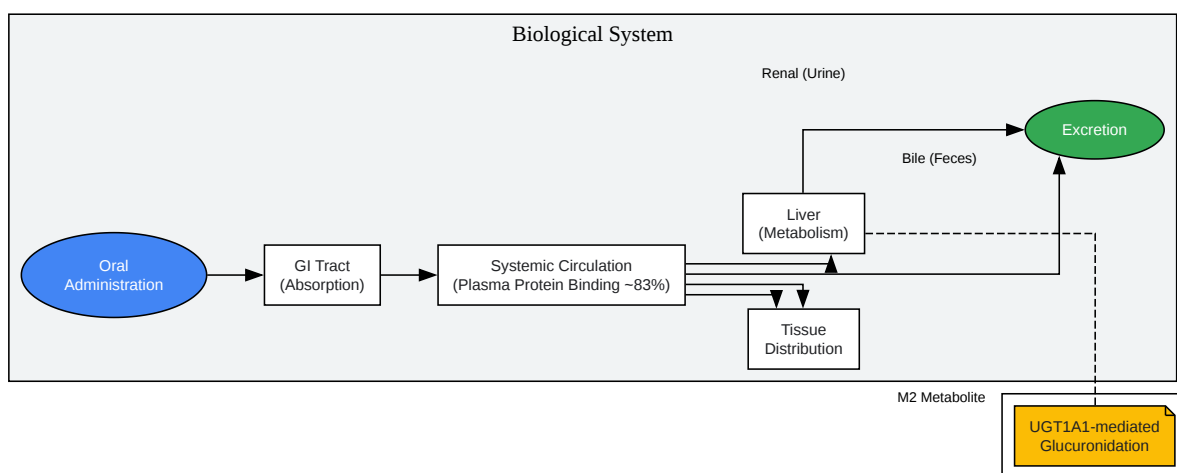 Biological System
Renal (Urine)
Excretion
Bile (Feces)
Liver
(Metabolism)
Oral
Administration
GI Tract
(Absorption)
Systemic Circulation
(Plasma Protein Binding ~83%)
Tissue
Distribution
M2 Metabolite
UGT1A1-mediated
Glucuronidation